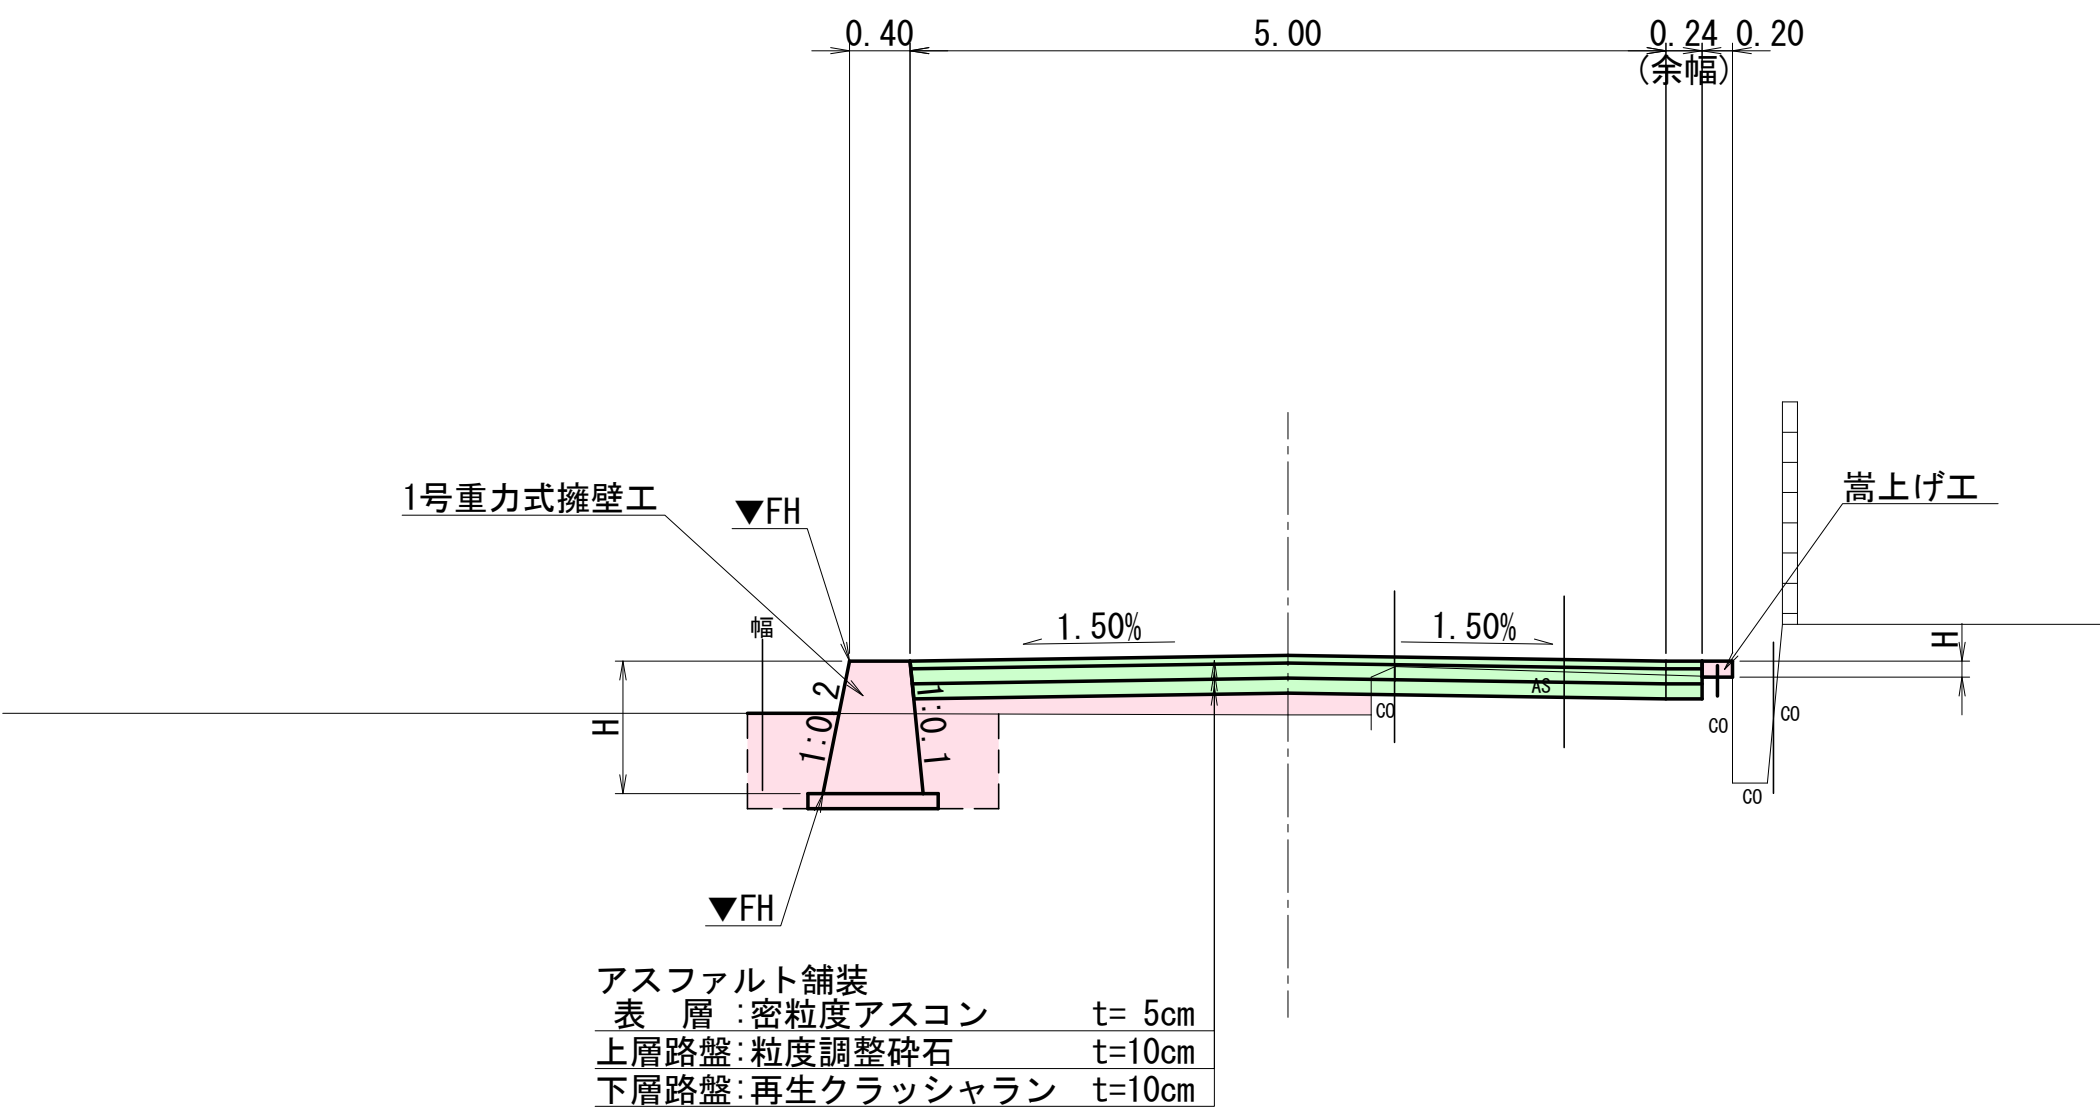 0.40
5.00
0.24
0.20
(余幅)
1号重力式擁壁工
▼FH
嵩上げ工
幅
1.50%
1.50%
H
H
1:0.2
1:0.1
AS
CO
CO
CO
CO
▼FH
アスファルト舗装
表 層:密粒度アスコン t= 5cm
上層路盤:粒度調整砕石 t=10cm
下層路盤:再生クラッシャラン t=10cm